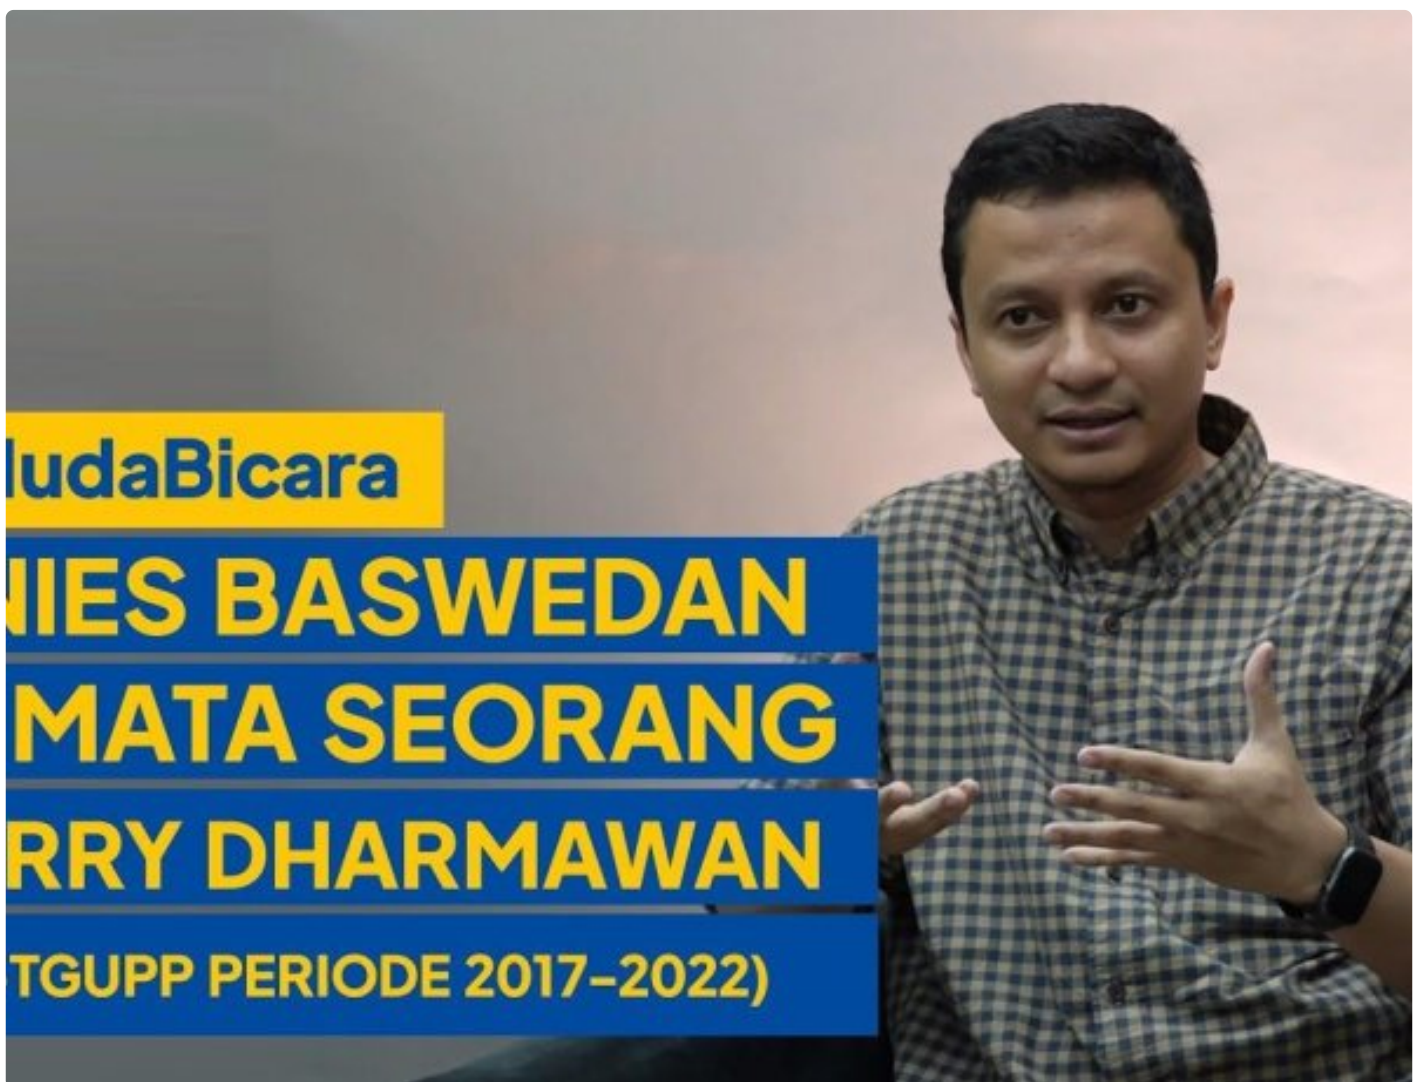 udaBicara
NIES BASWEDAN
MATA SEORANG
RRY DHARMAWAN
TGUPP PERIODE 2017-2022)